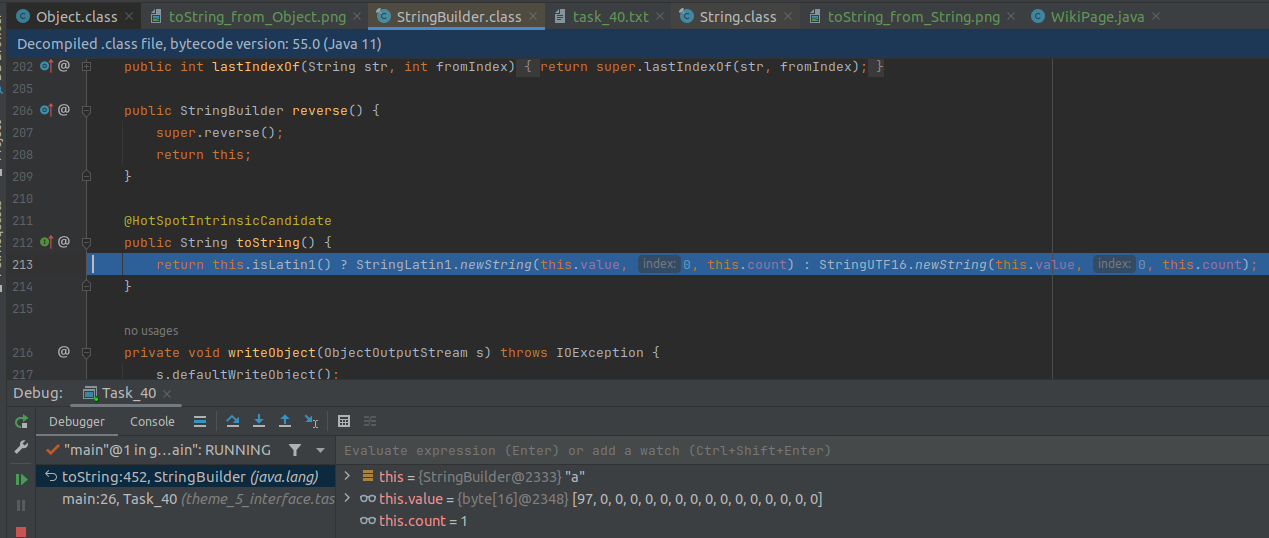 Object.class × toString_from_Object.png × StringBuilder.class × task_40.txt × String.class × toString_from_String.png × WikiPage.java ×
Decompiled .class file, bytecode version: 55.0 (Java 11)
202 @ public int lastIndexOf(String str, int fromIndex) { return super.lastIndexOf(str, fromIndex); }
205
206 @ public StringBuilder reverse() {
207 super.reverse();
208 return this;
209 }
210
211 @HotSpotIntrinsicCandidate
212 @ public String toString() {
213 return this.isLatin1() ? StringLatin1.newString(this.value, index: 0, this.count) : StringUTF16.newString(this.value, index: 0, this.count);
214 }
215
no usages
216 @ private void writeObject(ObjectOutputStream s) throws IOException {
217 s.defaultWriteObject();
Debug: Task_40 ×
Debugger Console
"main"@1 in g...ain": RUNNING Evaluate expression (Enter) or add a watch (Ctrl+Shift+Enter)
toString:452, StringBuilder (java.lang) this = {StringBuilder@2333} "a"
main:26, Task_40 (theme_5_interface.tas this.value = {byte[16]@2348} [97, 0, 0, 0, 0, 0, 0, 0, 0, 0, 0, 0, 0, 0, 0, 0]
this.count = 1